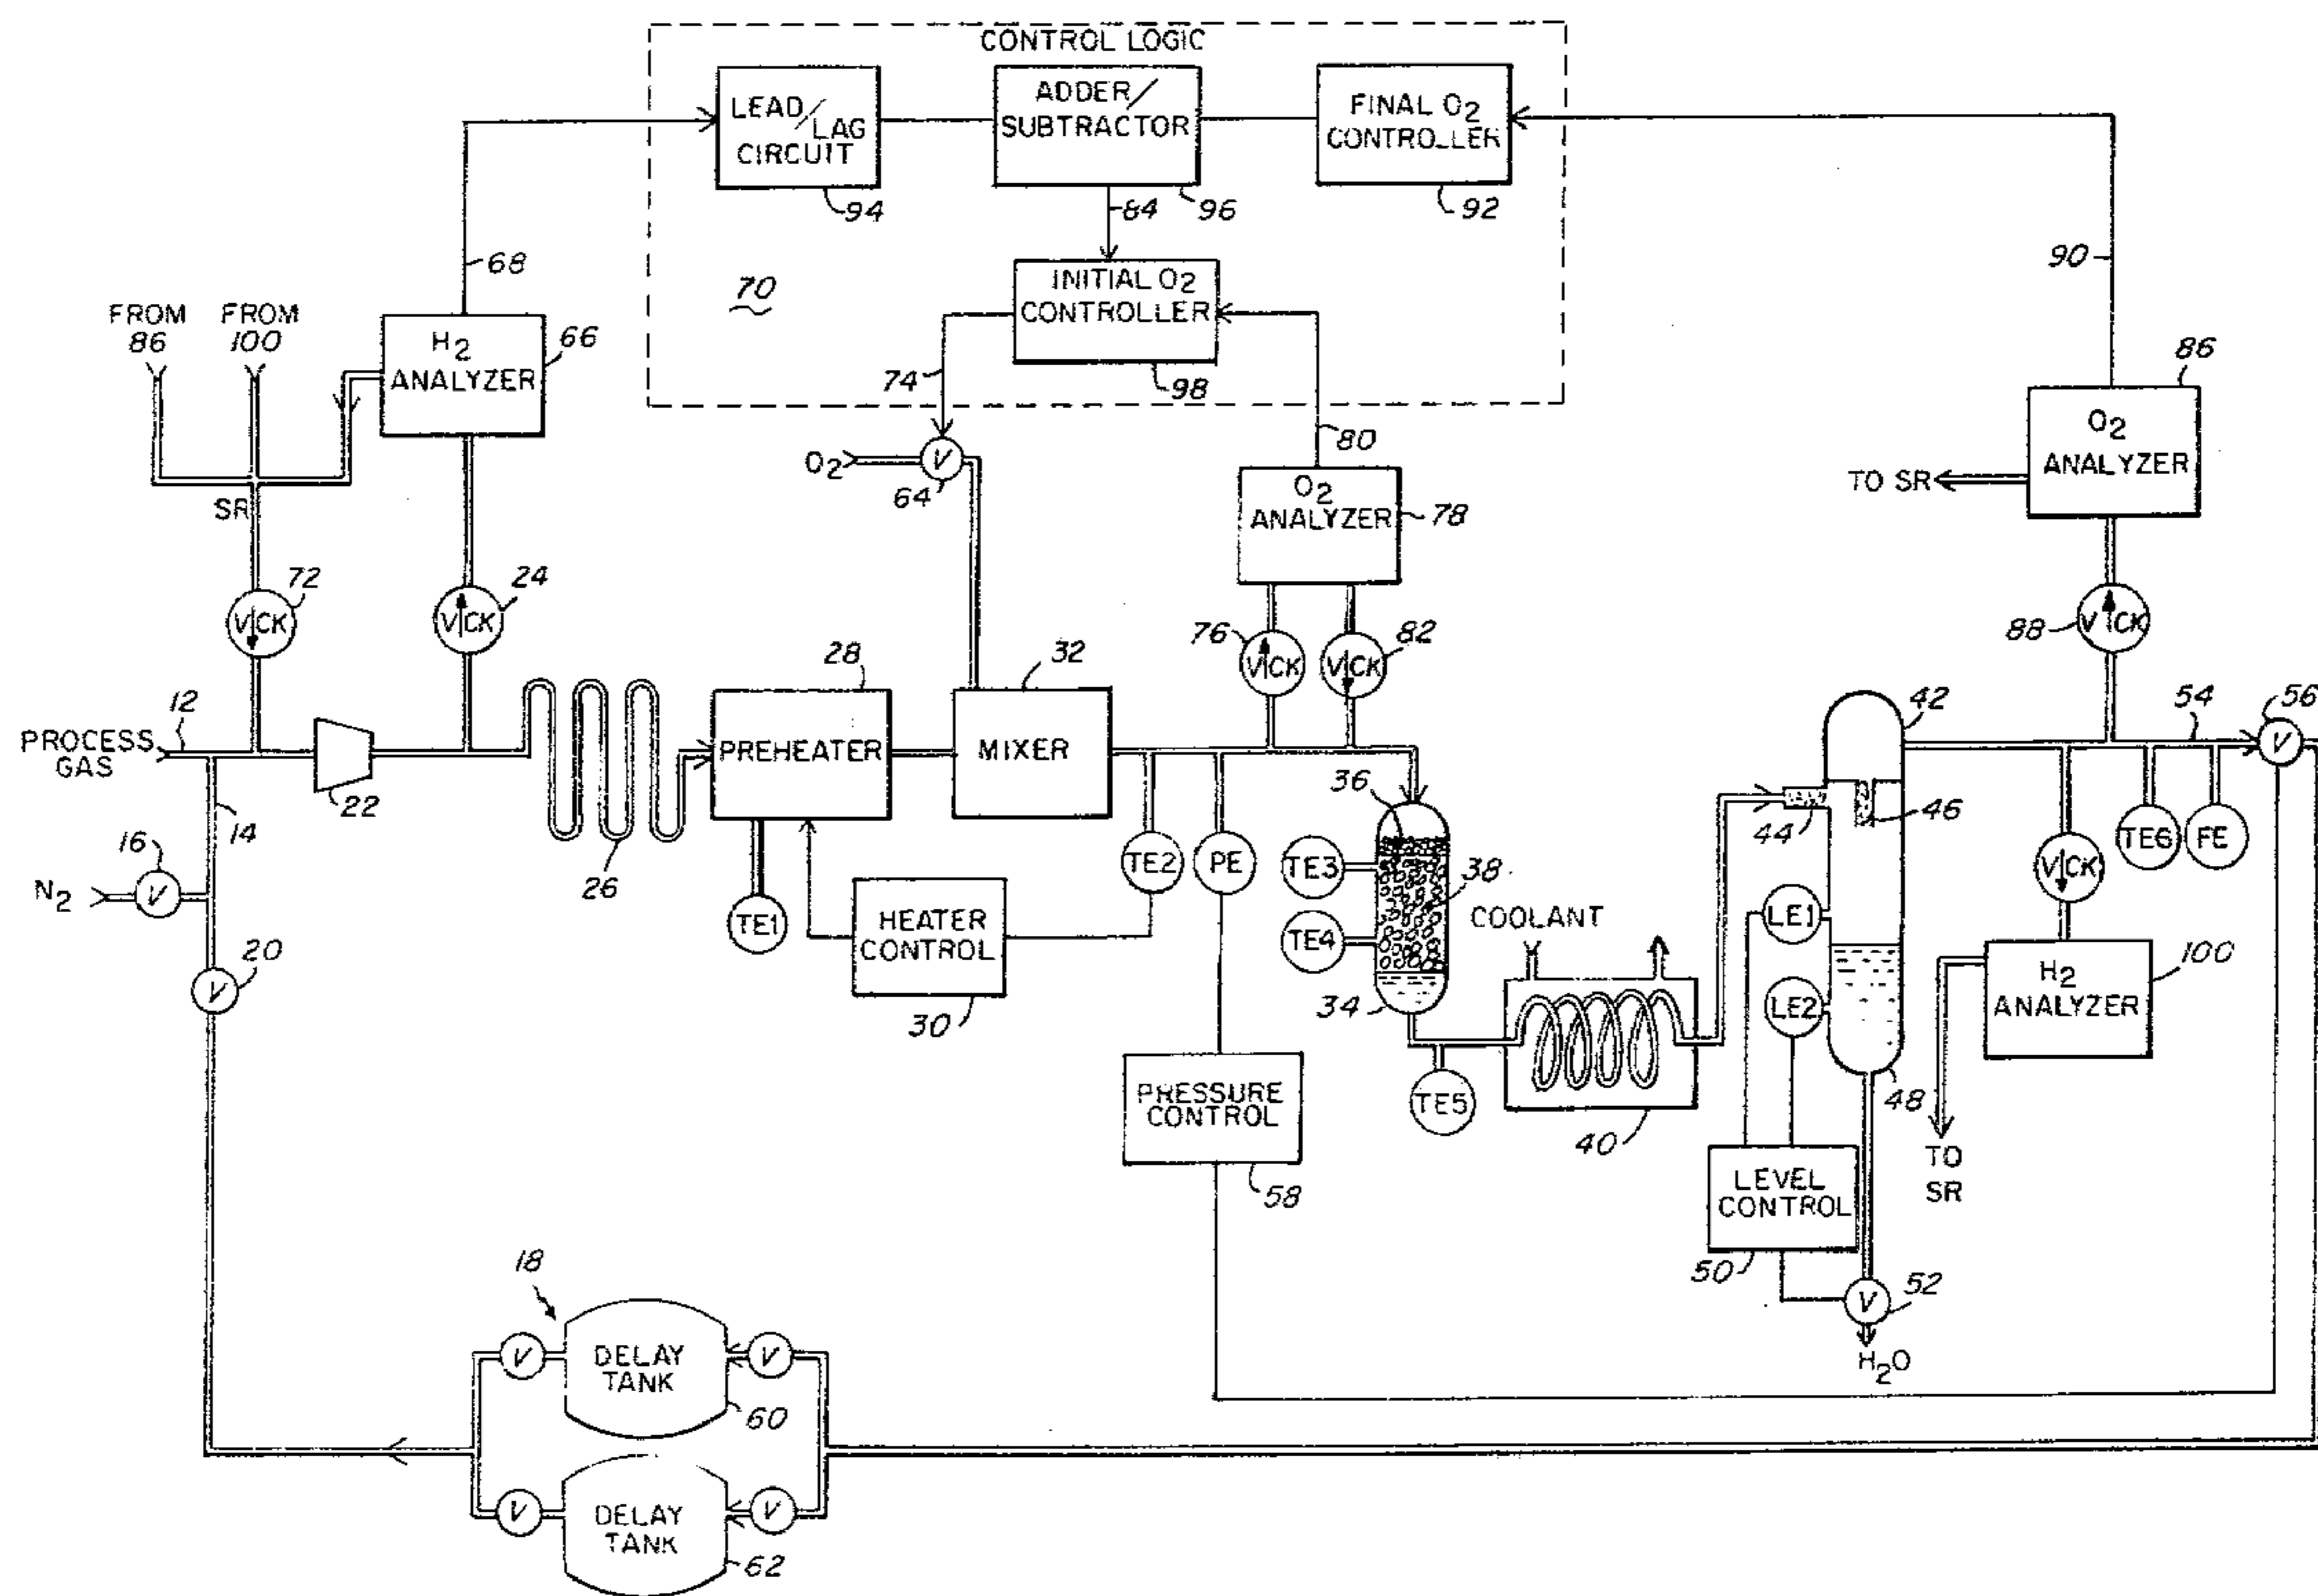 CONTROL LOGIC
LEAD/
LAG
CIRCUIT
94
ADDER/
SUBTRACTOR
96
84
FINAL O2
CONTROLLER
92
90
68
70
INITIAL O2
CONTROLLER
98
74
80
FROM
86
FROM
100
H2
ANALYZER
66
SR
O2
V
64
O2
ANALYZER
78
86
O2
ANALYZER
TO SR
72
V CK
24
V CK
76
V CK
82
V CK
88
V CK
12
PROCESS
GAS
14
22
26
28
PREHEATER
32
MIXER
16
N2
V
20
V
TE1
HEATER
CONTROL
30
TE2
PE
36
38
TE3
TE4
34
TE5
COOLANT
40
42
44
46
54
56
V
TE6
FE
V CK
LE1
LE2
48
H2
ANALYZER
100
TO
SR
PRESSURE
CONTROL
58
LEVEL
CONTROL
50
52
V
H2O
18
V
DELAY
TANK
V
60
V
DELAY
TANK
V
62